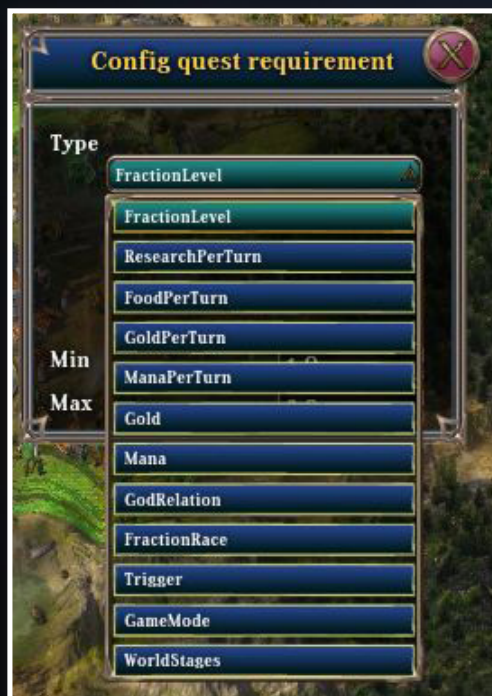 Config quest requirement
X
Type
FractionLevel
FractionLevel
ResearchPerTurn
FoodPerTurn
GoldPerTurn
Min
ManaPerTurn
Max
Gold
Mana
GodRelation
FractionRace
Trigger
GameMode
WorldStages